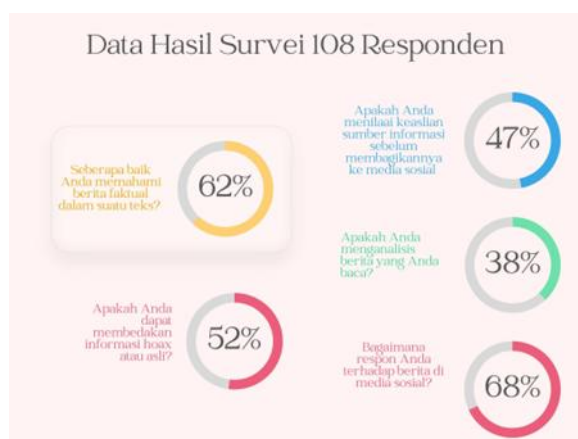 Data Hasil Survei 108 Responden
Seberapa baik
Anda memahami
berita faktual
dalam suatu teks?
62%
Apakah Anda
dapat
membedakan
informasi hoax
atau asli?
52%
Apakah Anda
menilaai keaslian
sumber informasi
sebelum
membagikannya
ke media sosial
47%
Apakah Anda
menganalisis
berita yang Anda
baca?
38%
Bagaimana
respon Anda
terhadap berita di
media sosial?
68%